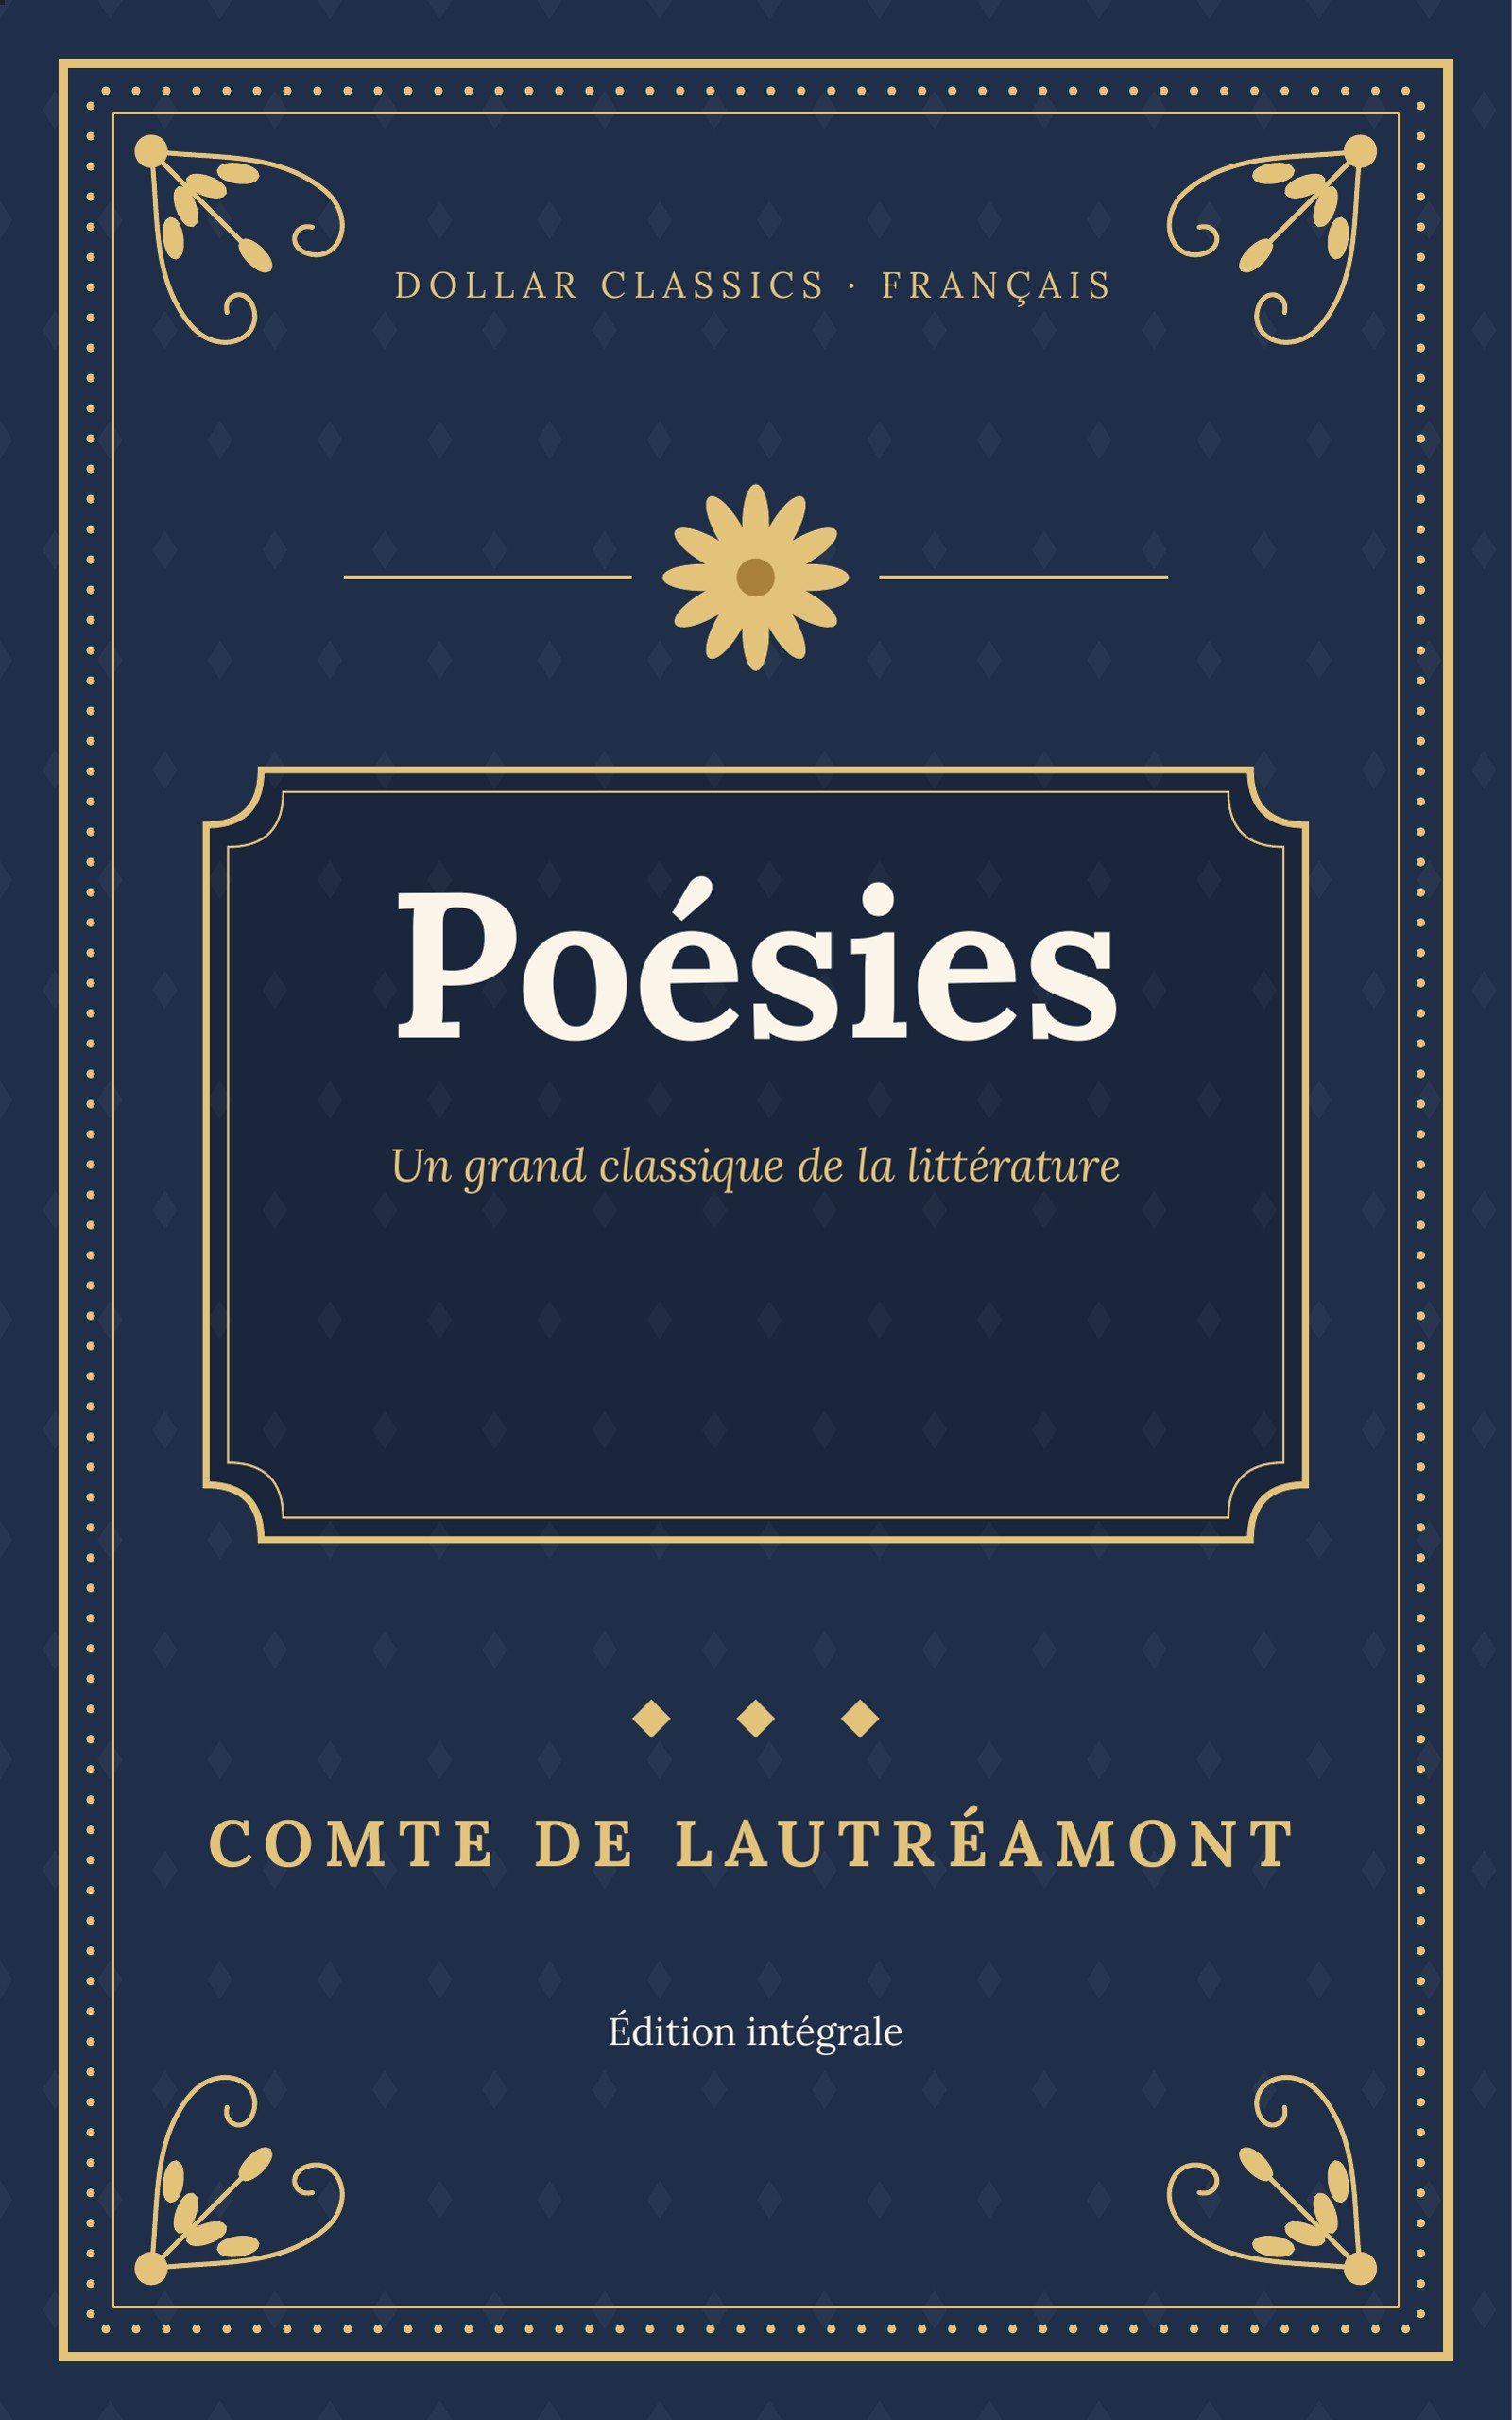 DOLLAR CLASSICS · FRANÇAIS
Poésies
Un grand classique de la littérature
COMTE DE LAUTRÉAMONT
Édition intégrale